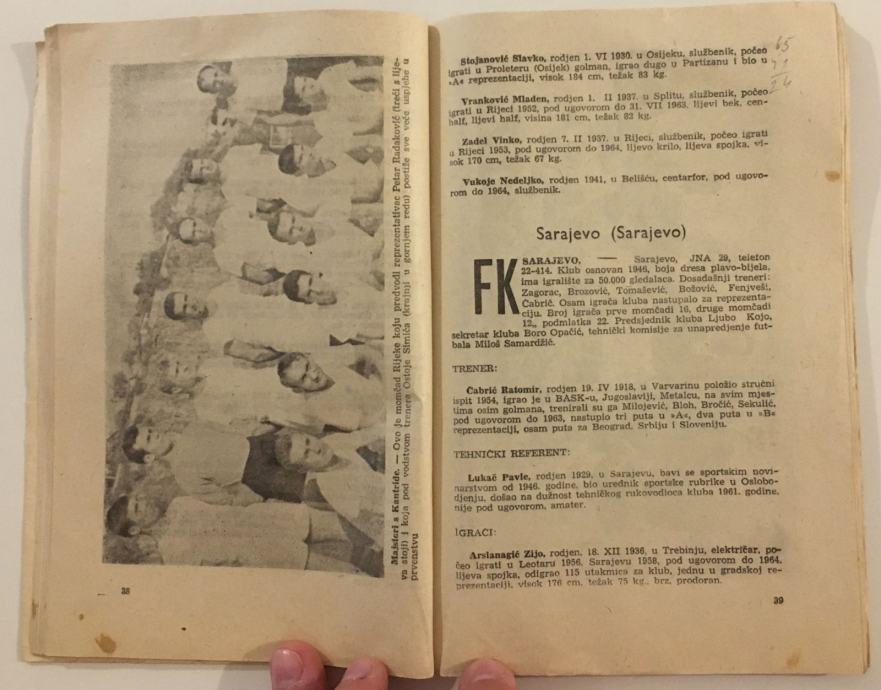 Majstori s Kantride. — Ovo je momčad Rijeke koju predvodi reprezentativac Petar Radaković (treći s lije-
va stoji) i koja pod vodstvom trenera Ostoje Simića (krajnji u gornjem redu) postiže sve veće uspjehe u
prvenstvu
38
Stojanović Slavko, rodjen 1. VI 1930. u Osijeku, službenik, počeo
igrati u Proleteru (Osijek) golman, igrao dugo u Partizanu i bio u
»A« reprezentaciji, visok 184 cm, težak 83 kg.
65
24
Vranković Mladen, rodjen 1. II 1937. u Splitu, službenik, počeo
igrati u Rijeci 1952, pod ugovorom do 31. VII 1963, lijevi bek, cen-
half, lijevi half, visina 181 cm, težak 82 kg.
Zadel Vinko, rodjen 7. II 1937. u Rijeci, službenik, počeo igrati
u Rijeci 1953, pod ugovorom do 1964, lijevo krilo, lijeva spojka, vi-
sok 170 cm, težak 67 kg.
Vukoje Nedeljko, rodjen 1941, u Belišću, centarfor, pod ugovo-
rom do 1964, službenik.
Sarajevo (Sarajevo)
FK SARAJEVO, — Sarajevo, JNA 29, telefon
22-414. Klub osnovan 1946, boja dresa plavo-bijela,
ima igralište za 50.000 gledalaca. Dosadašnji treneri:
Zagorac, Brozović, Tomašević, Božović, Fenjveši,
Čabrić. Osam igrača kluba nastupalo za reprezenta-
ciju. Broj igrača prve momčadi 16, druge momčadi
12,, podmlatka 22. Predsjednik kluba Ljubo Kojo,
sekretar kluba Boro Opačić, tehnički komisije za unapredjenje fut-
bala Miloš Samardžić.
TRENER:
Čabrić Ratomir, rodjen 19. IV 1918, u Varvarinu položio stručni
ispit 1954, igrao je u BASK-u, Jugoslaviji, Metalcu, na svim mjes-
tima osim golmana, trenirali su ga Milojević, Bloh, Bročić, Sekulić,
pod ugovorom do 1963, nastupio tri puta u »A«, dva puta u »B«
reprezentaciji, osam puta za Beograd, Srbiju i Sloveniju.
TEHNIČKI REFERENT:
Lukač Pavle, rodjen 1929, u Sarajevu, bavi se sportskim novi-
narstvom od 1946. godine, bio urednik sportske rubrike u Oslobo-
djenju, došao na dužnost tehničkog rukovodioca kluba 1961. godine,
nije pod ugovorom, amater.
IGRAČI:
Arslanagić Zijo, rodjen, 18. XII 1936, u Trebinju, električar, po-
čeo igrati u Leotaru 1956, Sarajevu 1958, pod ugovorom do 1964,
lijeva spojka, odigrao 115 utakmica za klub, jednu u gradskoj re-
prezentaciji, visok 176 cm, težak 75 kg., brz, prodoran.
39